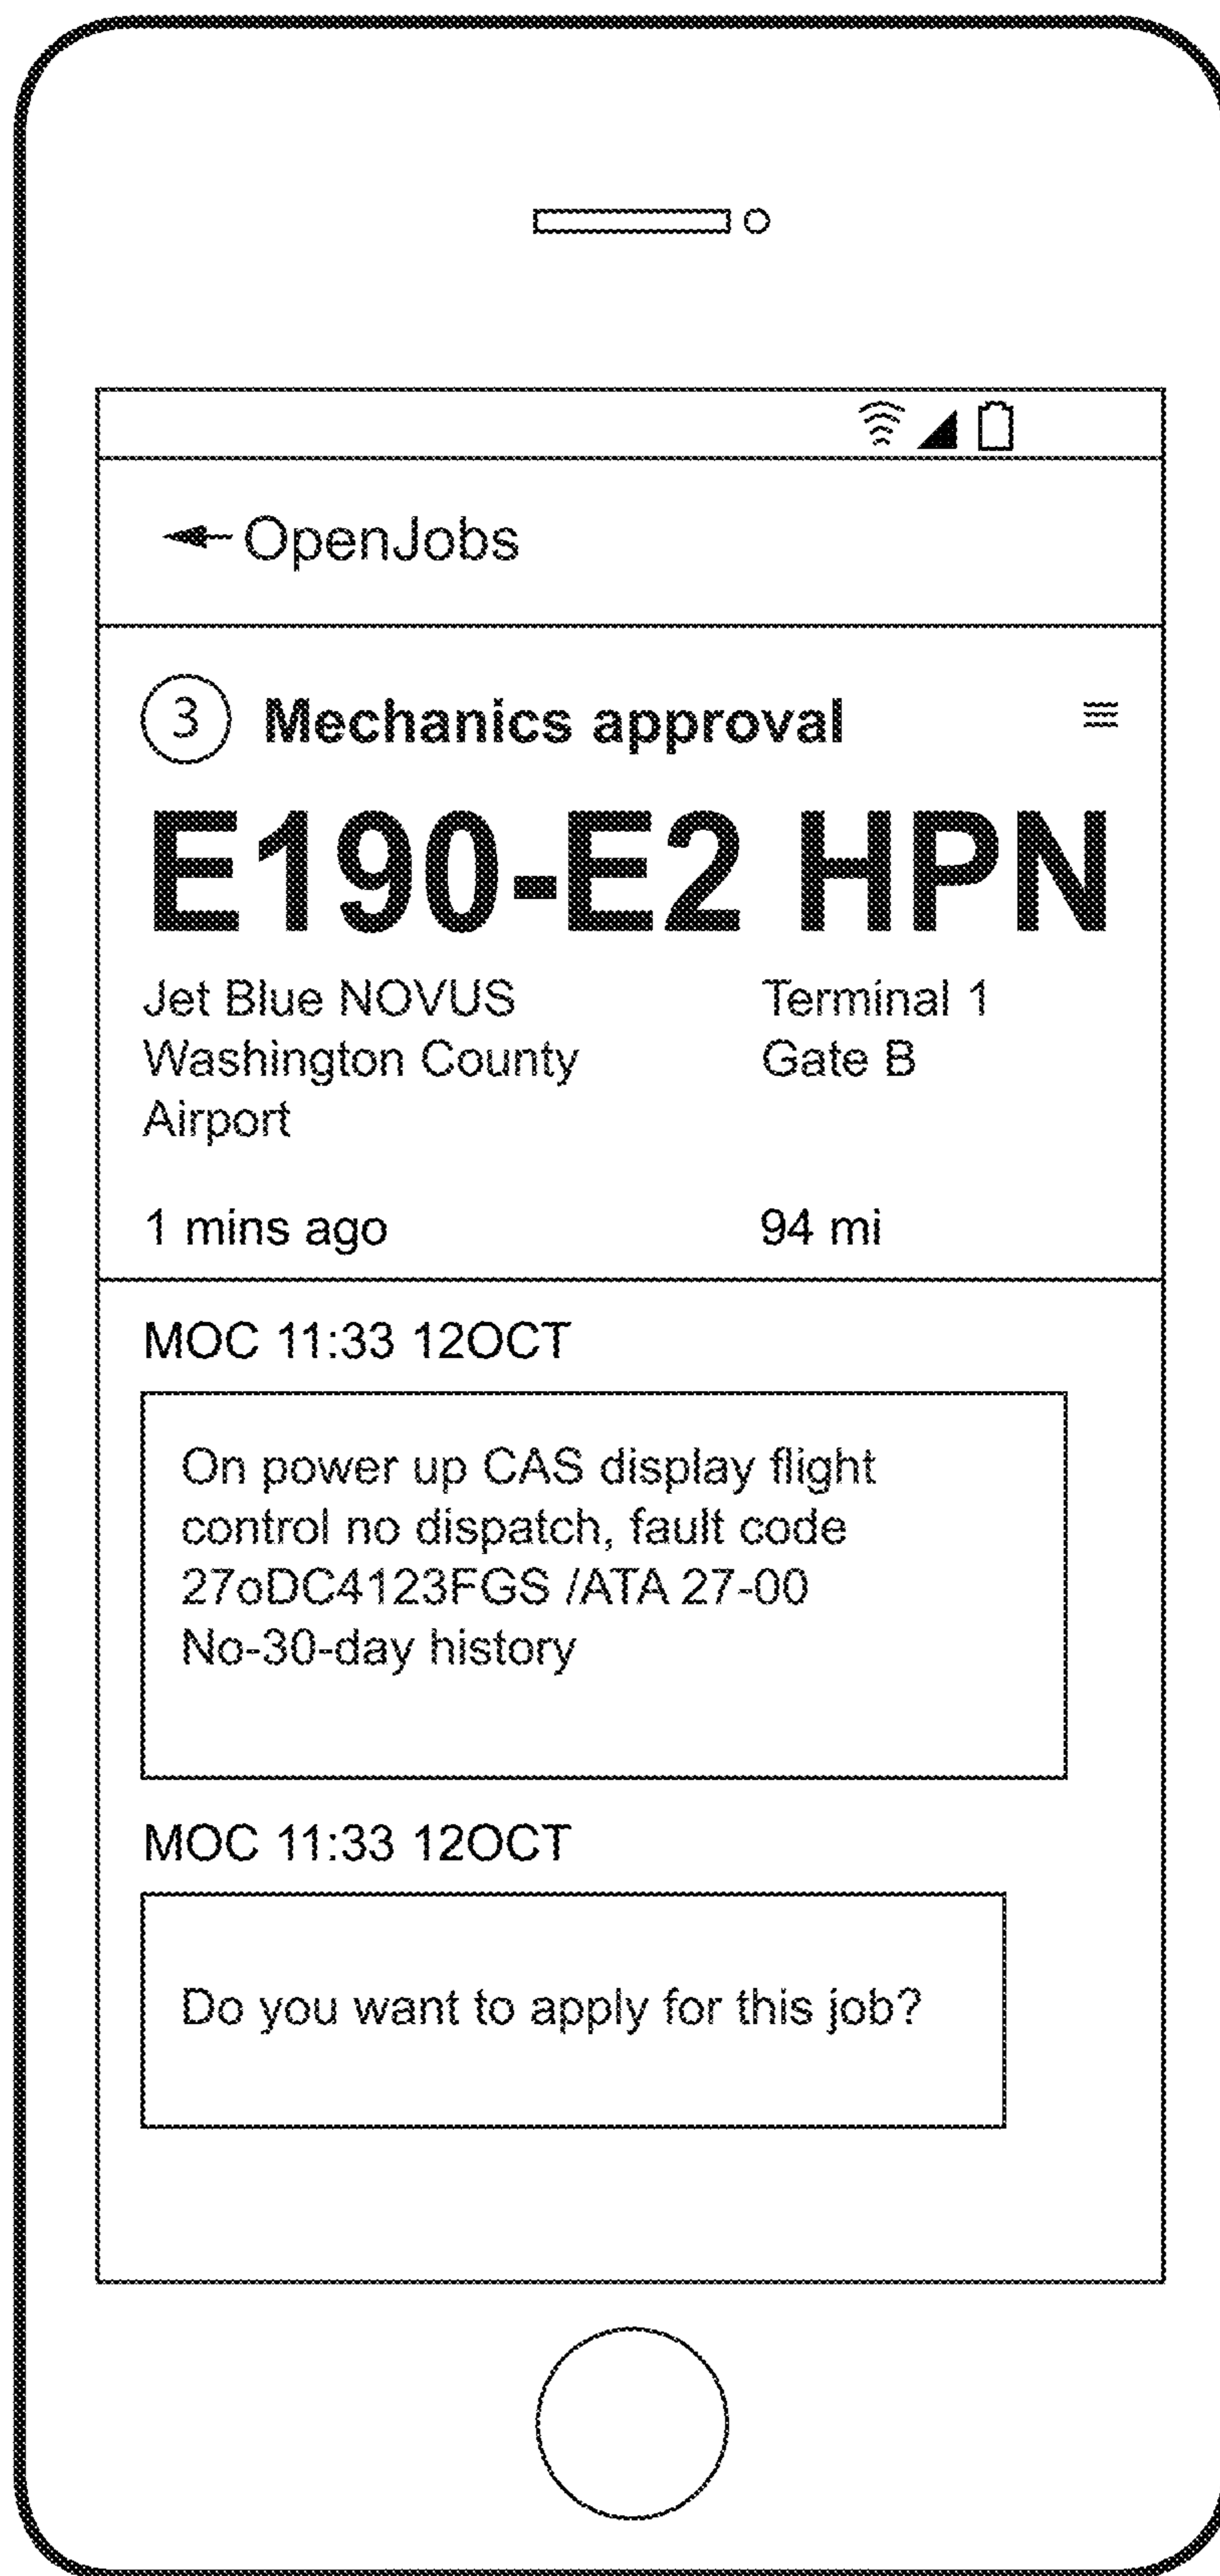 OpenJobs
3 Mechanics approval
E190-E2 HPN
Jet Blue NOVUS Terminal 1
Washington County Gate B
Airport
1 mins ago 94 mi
MOC 11:33 12OCT
On power up CAS display flight
control no dispatch, fault code
27oDC4123FGS /ATA 27-00
No-30-day history
MOC 11:33 12OCT
Do you want to apply for this job?